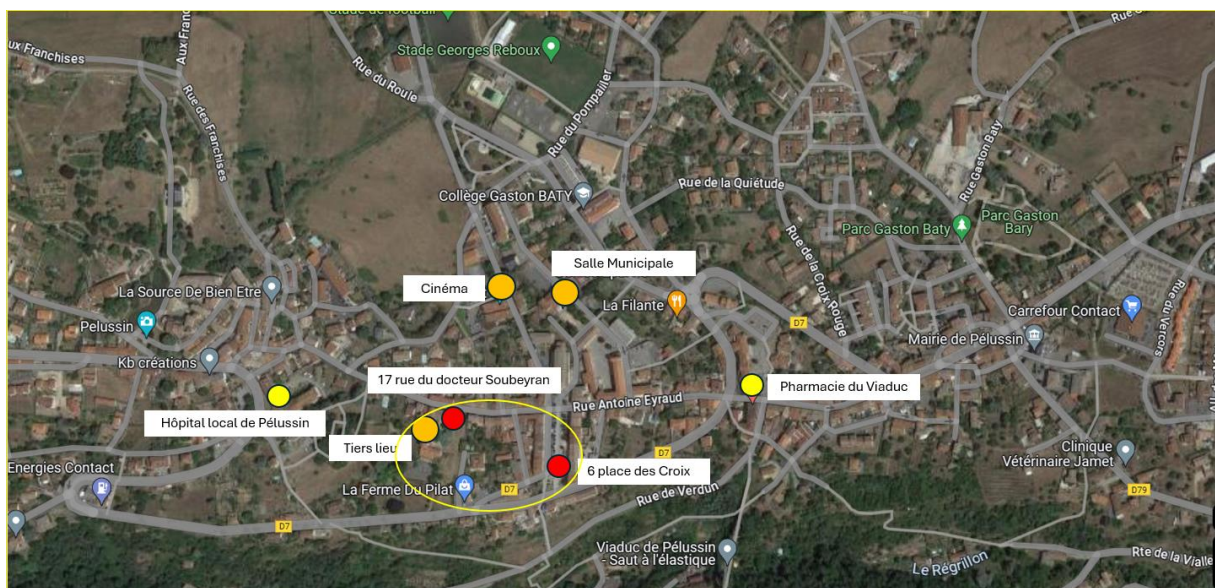 Stade de football
Stade Georges Reboux
aux Franchises
Aux Fran
Rue des Franchises
Rue du Roule
Rue du Pompailler
Collège Gaston BATY
Rue de la Quiétude
Rue Gaston Baty
Parc Gaston Baty
Parc Gaston
Bary
Rue de la Croix
Rouge
Salle Municipale
Cinéma
La Source De Bien Etre
La Filante
Carrefour Contact
Rue du Vercors
Pelussin
D7
Mairie de Pélussin
Kb créations
17 rue du docteur Soubeyran
Pharmacie du Viaduc
Rue Antoine Eyraud
Hôpital local de Pélussin
Tiers lieu
D7
Clinique
Vétérinaire Jamet
Energies Contact
6 place des Croix
La Ferme Du Pilat
D7
Rue de Verdun
D79
D7
Viaduc de Pélussin
- Saut à l'élastique
Le Régrillon
Rte de la Valle